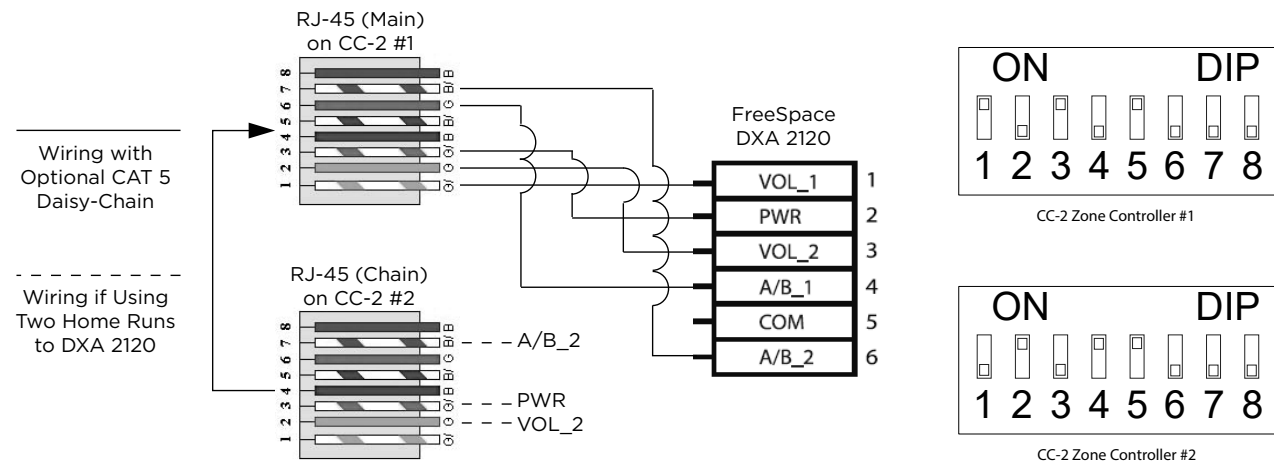 RJ-45 (Main)
on CC-2 #1
8 B
7 B/
6 G
5 B/
4 B
3 G/
2 O
1 O/
Wiring with
Optional CAT 5
Daisy-Chain
Wiring if Using
Two Home Runs
to DXA 2120
RJ-45 (Chain)
on CC-2 #2
8 B
7 B/
6 G
5 B/
4 B
3 G/
2 O
1 O/
A/B_2
PWR
VOL_2
FreeSpace
DXA 2120
VOL_1 1
PWR 2
VOL_2 3
A/B_1 4
COM 5
A/B_2 6
ON DIP
1 2 3 4 5 6 7 8
CC-2 Zone Controller #1
ON DIP
1 2 3 4 5 6 7 8
CC-2 Zone Controller #2